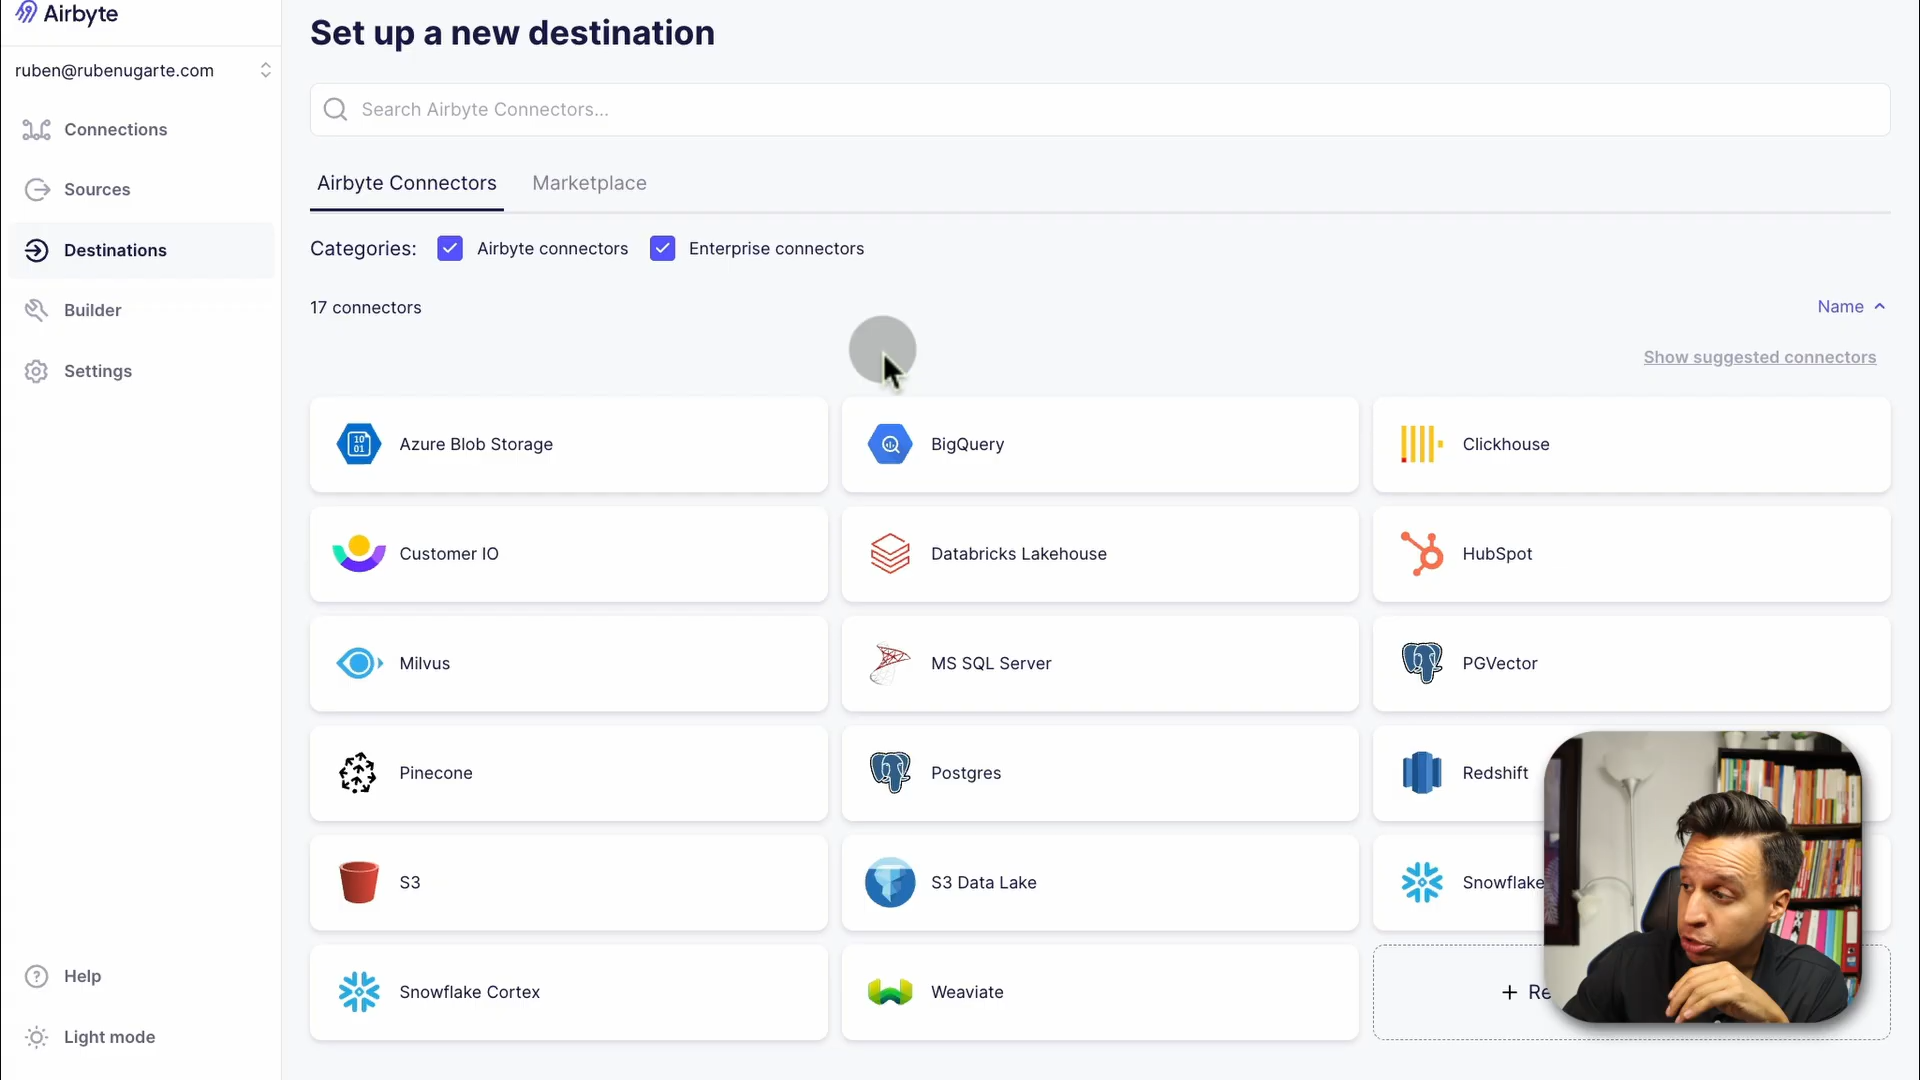 Airbyte
ruben@rubenugarte.com
Connections
Sources
Destinations
Builder
Settings
Help
Light mode
Set up a new destination
Search Airbyte Connectors...
Airbyte Connectors
Marketplace
Categories:
Airbyte connectors
Enterprise connectors
17 connectors
Name
Show suggested connectors
10
01
Azure Blob Storage
BigQuery
Clickhouse
Customer IO
Databricks Lakehouse
HubSpot
Milvus
MS SQL Server
PGVector
Pinecone
Postgres
Redshift
S3
S3 Data Lake
Snowflake
Snowflake Cortex
Weaviate
+ Re